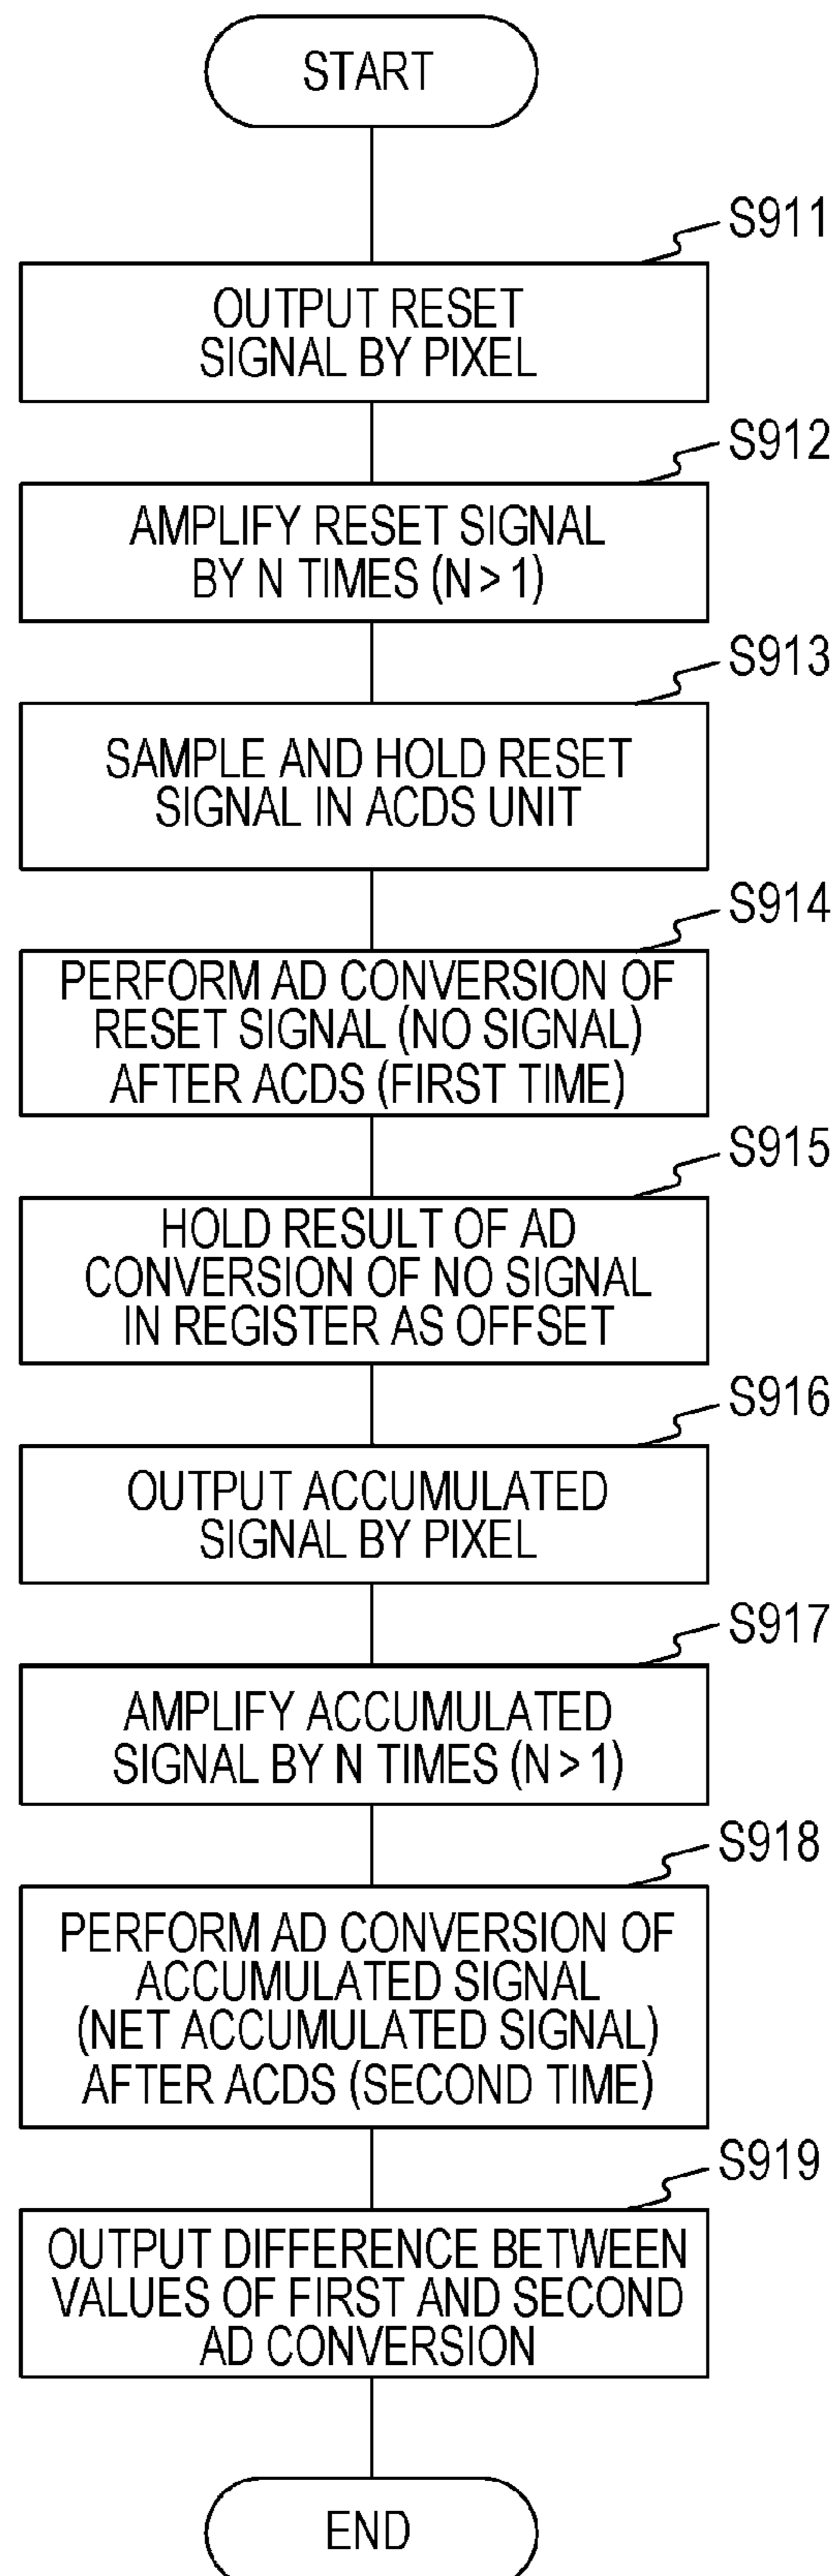 START
S911
OUTPUT RESET
SIGNAL BY PIXEL
S912
AMPLIFY RESET SIGNAL
BY N TIMES (N > 1)
S913
SAMPLE AND HOLD RESET
SIGNAL IN ACDS UNIT
S914
PERFORM AD CONVERSION OF
RESET SIGNAL (NO SIGNAL)
AFTER ACDS (FIRST TIME)
S915
HOLD RESULT OF AD
CONVERSION OF NO SIGNAL
IN REGISTER AS OFFSET
S916
OUTPUT ACCUMULATED
SIGNAL BY PIXEL
S917
AMPLIFY ACCUMULATED
SIGNAL BY N TIMES (N > 1)
S918
PERFORM AD CONVERSION OF
ACCUMULATED SIGNAL
(NET ACCUMULATED SIGNAL)
AFTER ACDS (SECOND TIME)
S919
OUTPUT DIFFERENCE BETWEEN
VALUES OF FIRST AND SECOND
AD CONVERSION
END